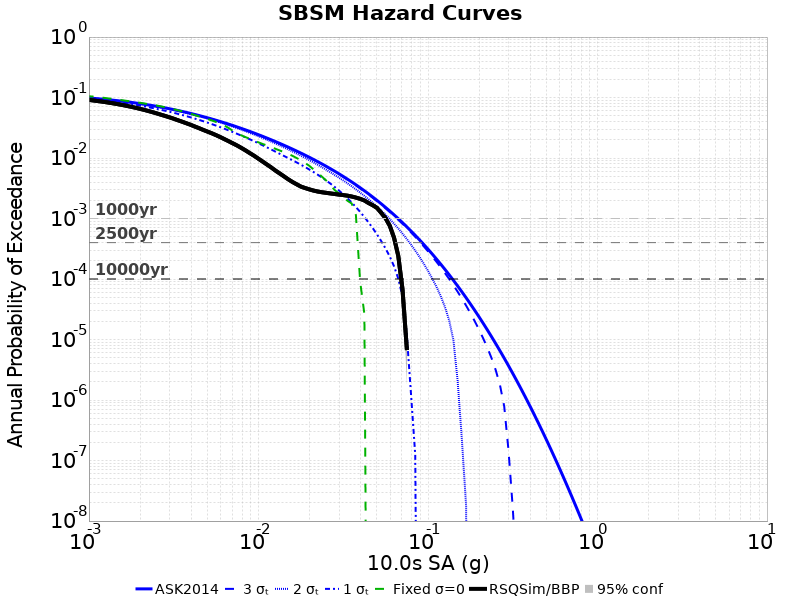 SBSM Hazard Curves
Annual Probability of Exceedance
10^0
10^-1
10^-2
10^-3
10^-4
10^-5
10^-6
10^-7
10^-8
1000yr
2500yr
10000yr
10^-3 10^-2 10^-1 10^0 10^1
10.0s SA (g)
ASK2014 3 σₜ 2 σₜ 1 σₜ Fixed σ=0 RSQSim/BBP 95% conf